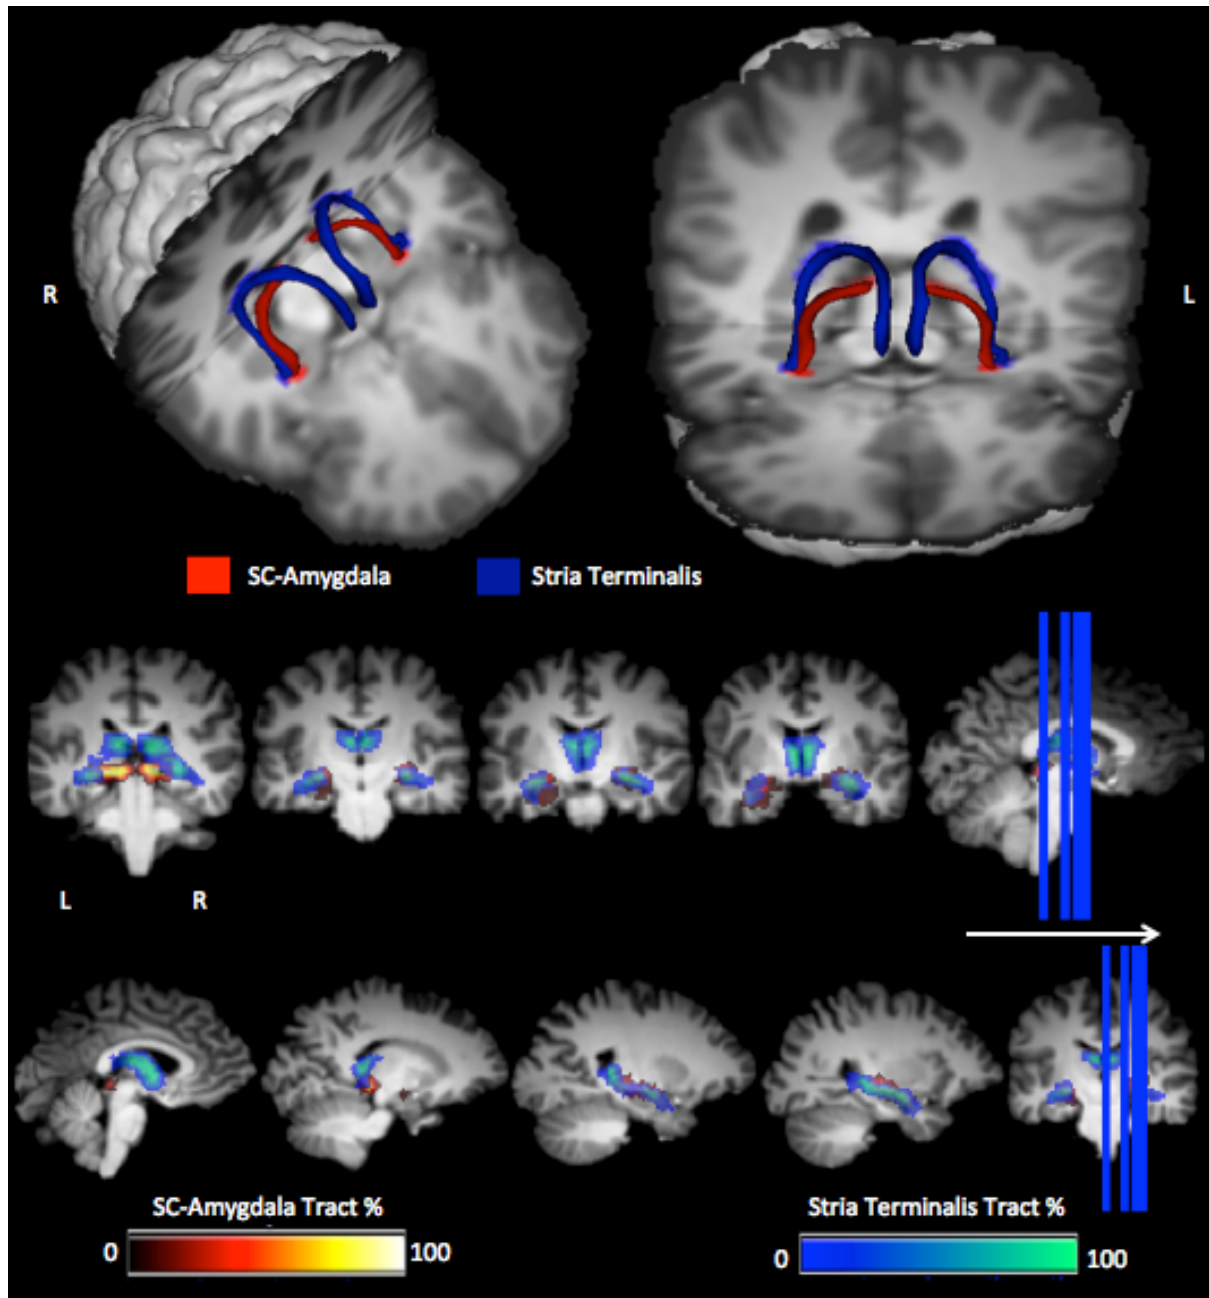 R
L
SC-Amygdala
Stria Terminalis
L
R
SC-Amygdala Tract %
0
100
Stria Terminalis Tract %
0
100